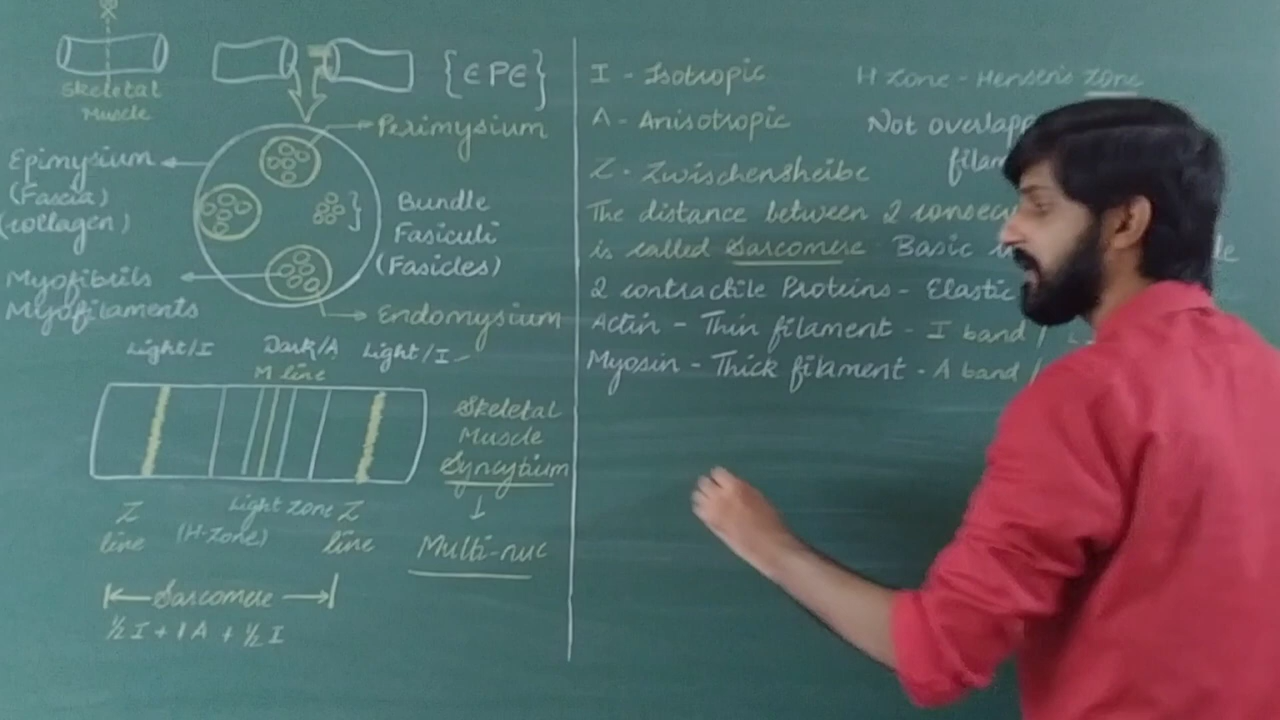 Skeletal
Muscle
{EPE}
Perimysium
Epimysium
(Fascia)
(collagen)
Bundle
Fasiculi
(Fasicles)
Myofibrils
Myofilaments
Endomysium
Light/I Dark/A Light/I
M line
Skeletal
Muscle
Syncytium
Multi-nuc
Z
line
Light zone
(H-zone)
Z
line
Sarcomere
½ I + 1 A + ½ I
I - Isotropic
A - Anisotropic
Z - Zwischensheibe
H zone - Hensen's zone
Not overlapp
filam
The distance between 2 consecu
is called Sarcomere Basic
2 contractile Proteins - Elastic
Actin - Thin filament - I band /
Myosin - Thick filament - A band /